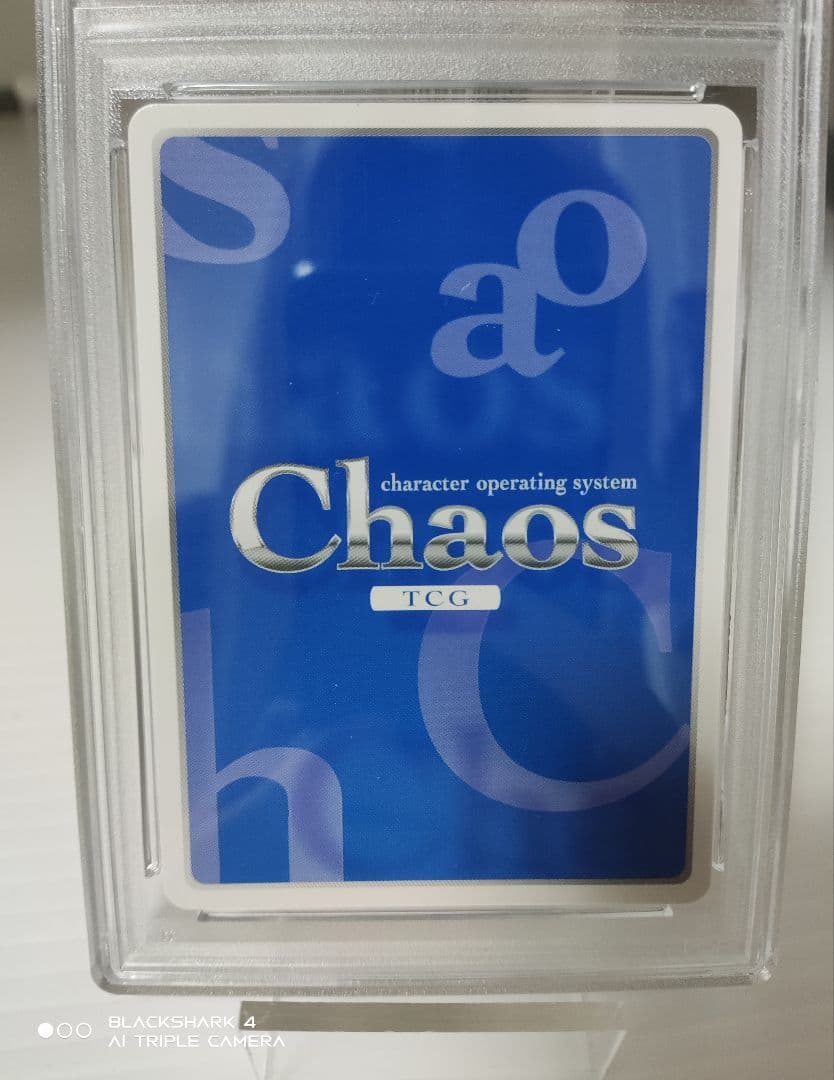 s
o
a
character operating system
Chaos
TCG
C
h
BLACKSHARK 4
AI TRIPLE CAMERA